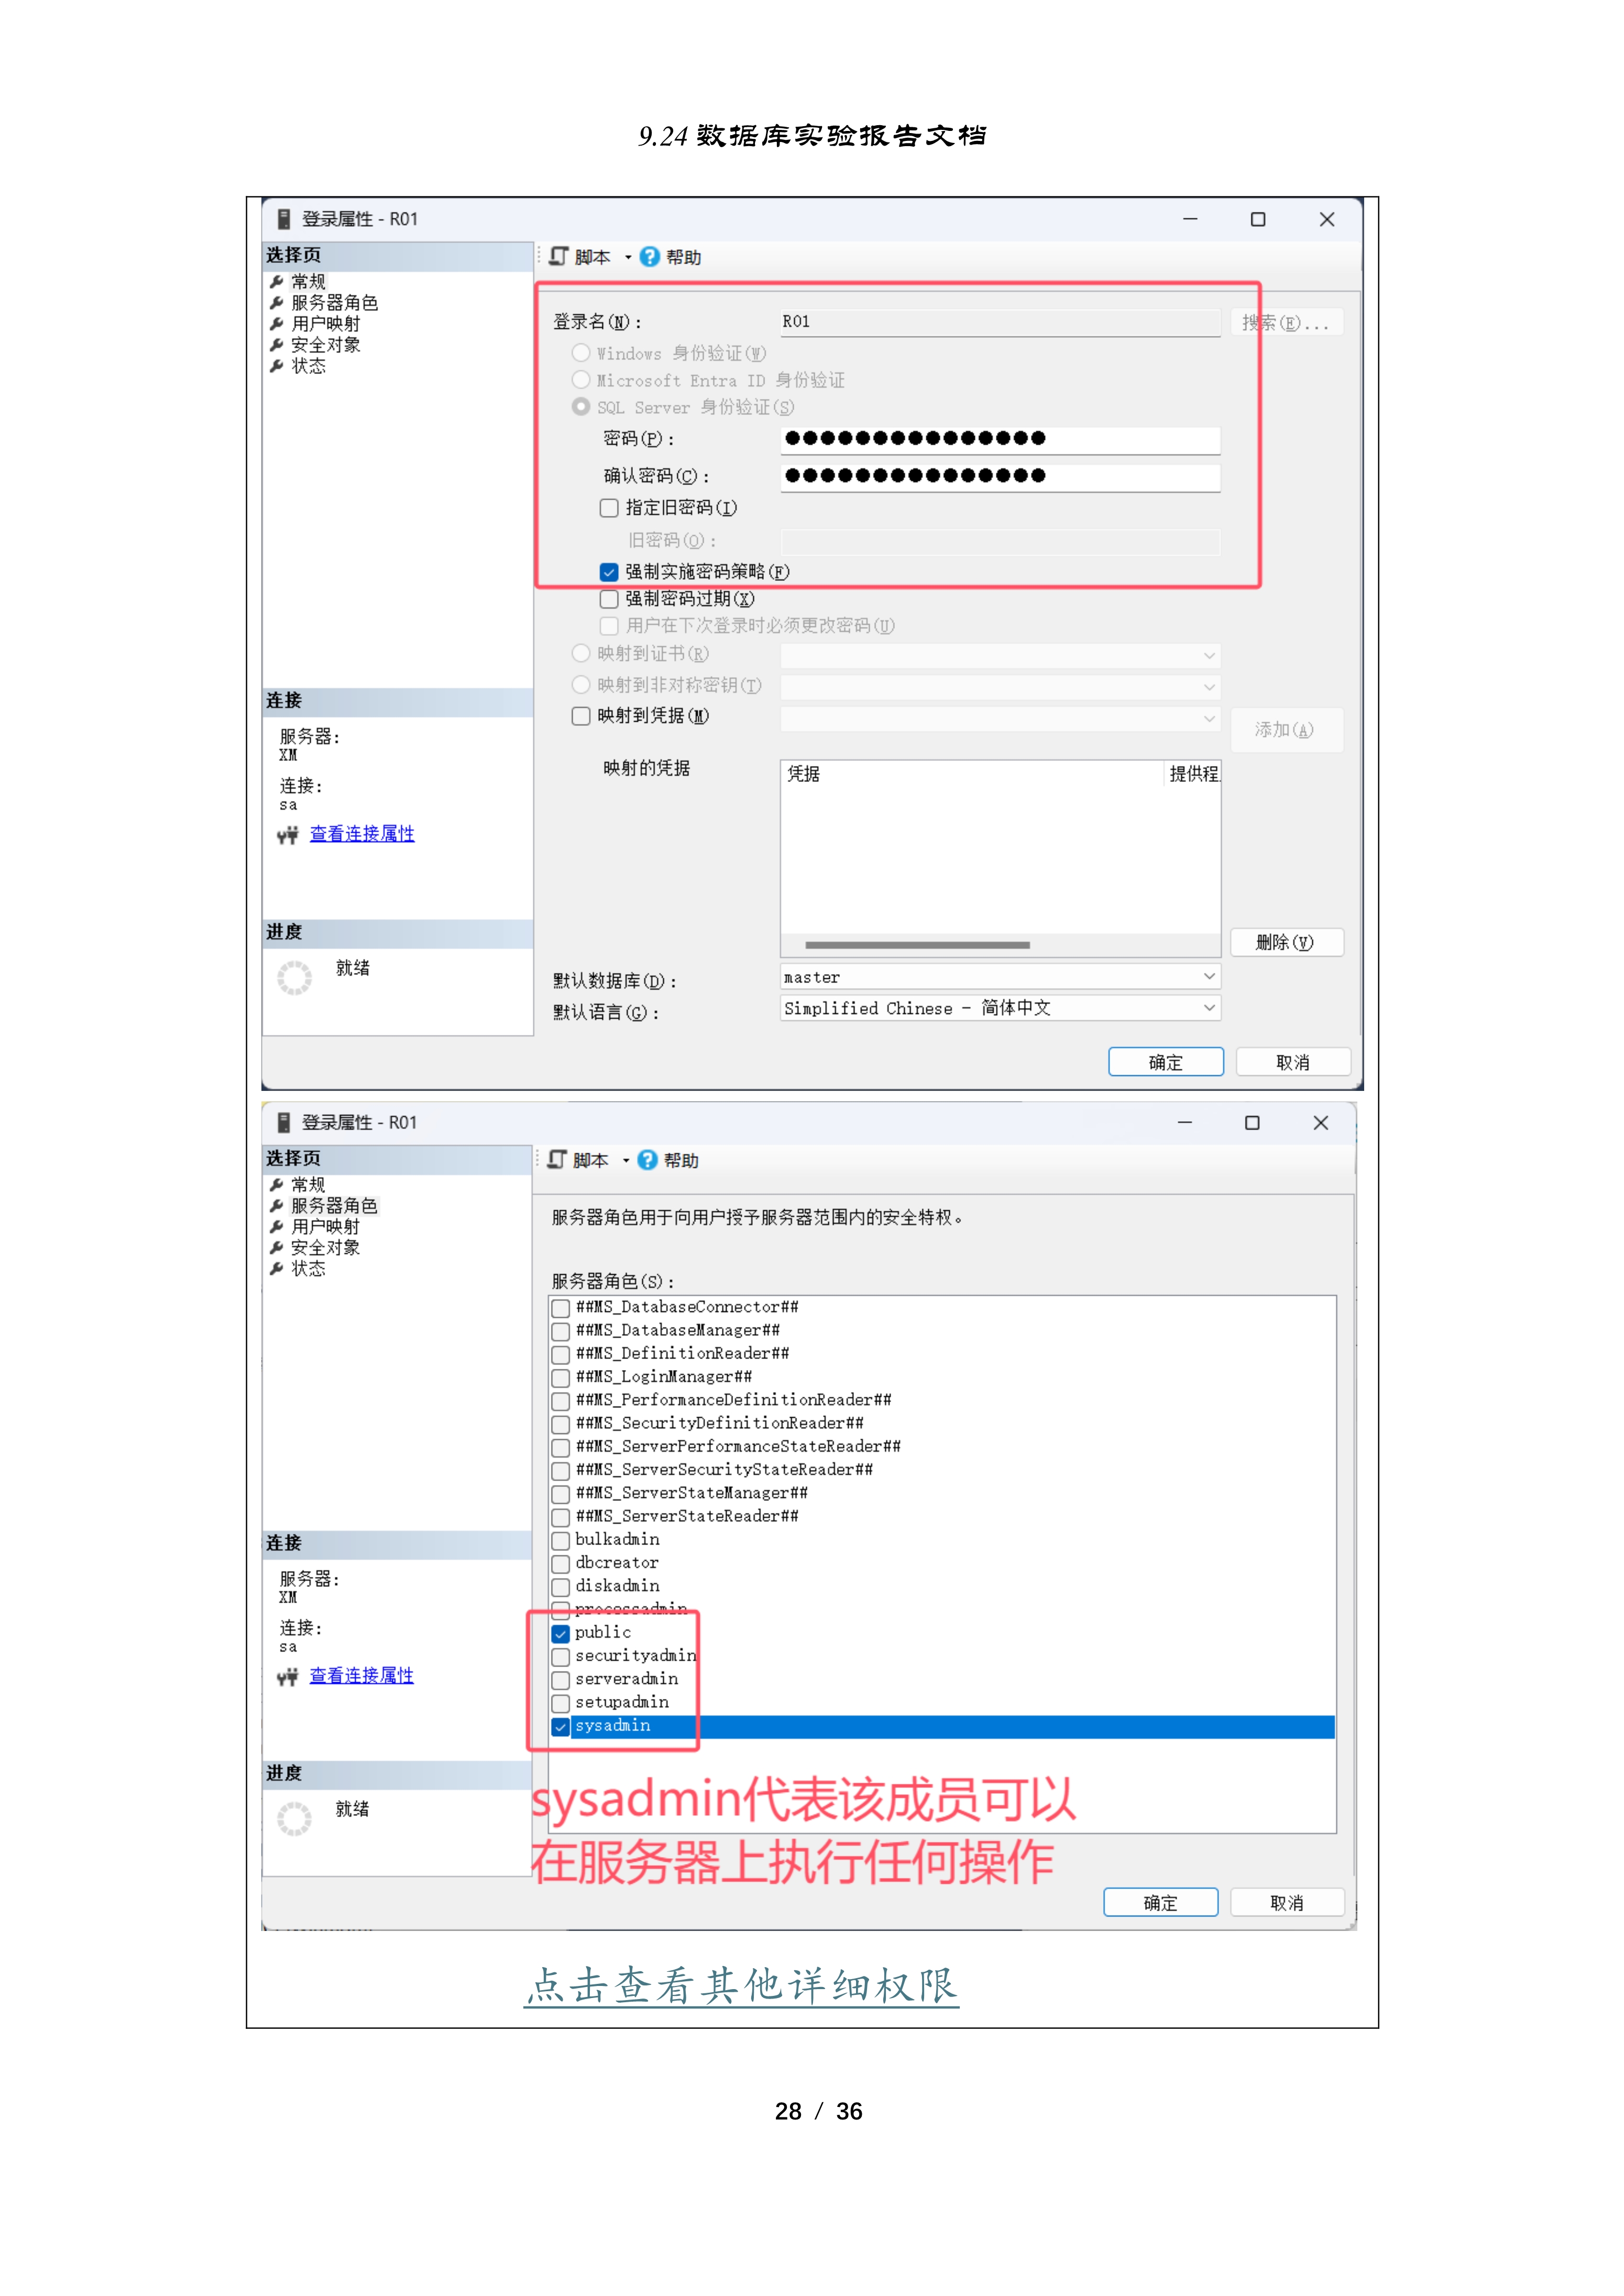 9.24 数据库实验报告文档
登录属性 - R01
选择页
常规
服务器角色
用户映射
安全对象
状态
脚本 帮助
登录名(N): R01 搜索(E)...
Windows 身份验证(W)
Microsoft Entra ID 身份验证
SQL Server 身份验证(S)
密码(P): ●●●●●●●●●●●●●●●
确认密码(C): ●●●●●●●●●●●●●●●
指定旧密码(I)
旧密码(O):
强制实施密码策略(F)
强制密码过期(X)
用户在下次登录时必须更改密码(U)
映射到证书(R)
映射到非对称密钥(T)
映射到凭据(M)
添加(A)
映射的凭据
凭据 提供程
删除(V)
默认数据库(D): master
默认语言(G): Simplified Chinese - 简体中文
连接
服务器:
XM
连接:
sa
查看连接属性
进度
就绪
确定 取消
登录属性 - R01
选择页
常规
服务器角色
用户映射
安全对象
状态
脚本 帮助
服务器角色用于向用户授予服务器范围内的安全特权。
服务器角色(S):
##MS_DatabaseConnector##
##MS_DatabaseManager##
##MS_DefinitionReader##
##MS_LoginManager##
##MS_PerformanceDefinitionReader##
##MS_SecurityDefinitionReader##
##MS_ServerPerformanceStateReader##
##MS_ServerSecurityStateReader##
##MS_ServerStateManager##
##MS_ServerStateReader##
bulkadmin
dbcreator
diskadmin
processadmin
public
securityadmin
serveradmin
setupadmin
sysadmin
连接
服务器:
XM
连接:
sa
查看连接属性
进度
就绪
sysadmin代表该成员可以
在服务器上执行任何操作
确定 取消
点击查看其他详细权限
28 / 36